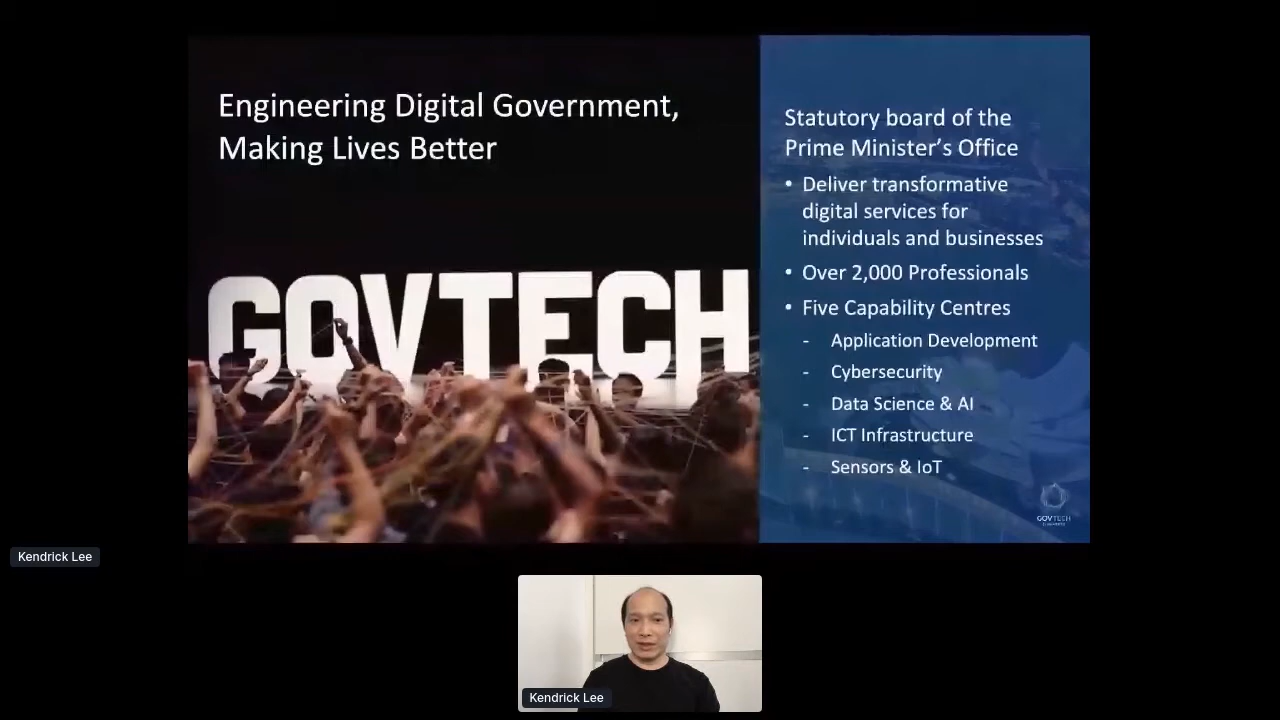 Engineering Digital Government,
Making Lives Better
GOVTECH
Statutory board of the
Prime Minister's Office
• Deliver transformative
digital services for
individuals and businesses
• Over 2,000 Professionals
• Five Capability Centres
- Application Development
- Cybersecurity
- Data Science & AI
- ICT Infrastructure
- Sensors & IoT
GOVTECH
Kendrick Lee
Kendrick Lee